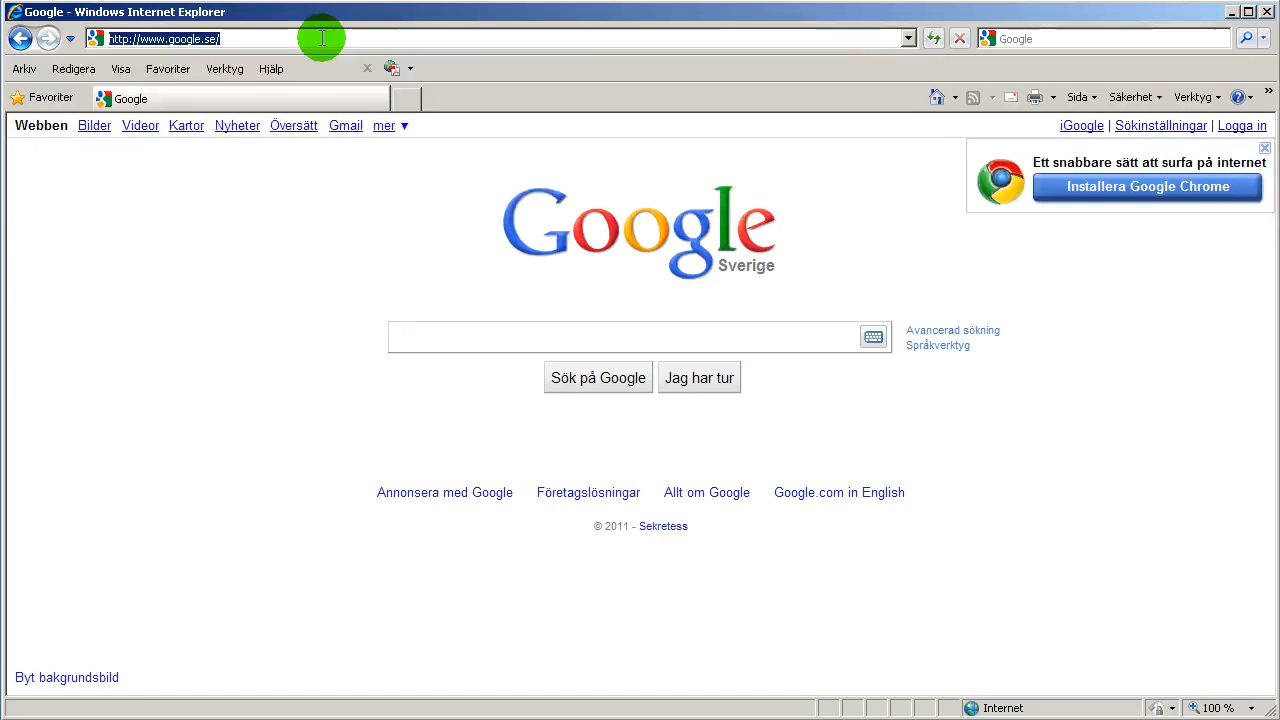 Google - Windows Internet Explorer
http://www.google.se/
Google
Arkiv Redigera Visa Favoriter Verktyg Hjälp
Favoriter Google Sida Säkerhet Verktyg
Webben Bilder Videor Kartor Nyheter Översätt Gmail mer ▼ iGoogle | Sökinställningar | Logga in
Ett snabbare sätt att surfa på internet
Installera Google Chrome
Google
Sverige
Avancerad sökning
Språkverktyg
Sök på Google Jag har tur
Annonsera med Google Företagslösningar Allt om Google Google.com in English
© 2011 - Sekretess
Byt bakgrundsbild
Internet 100 %